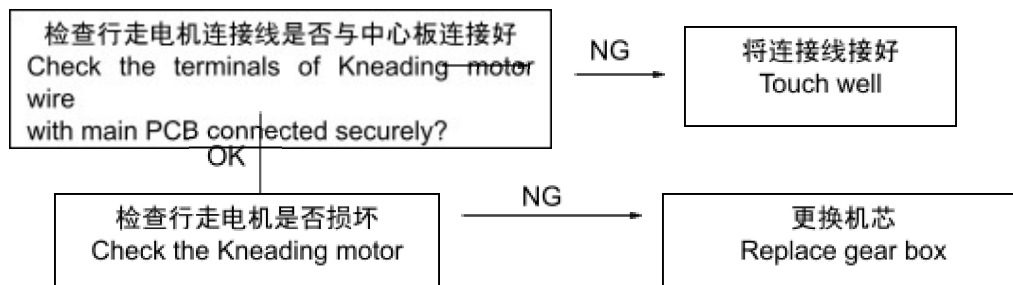 检查行走电机连接线是否与中心板连接好
Check the terminals of Kneading motor
wire
with main PCB connected securely?
NG
将连接线接好
Touch well
OK
检查行走电机是否损坏
Check the Kneading motor
NG
更换机芯
Replace gear box